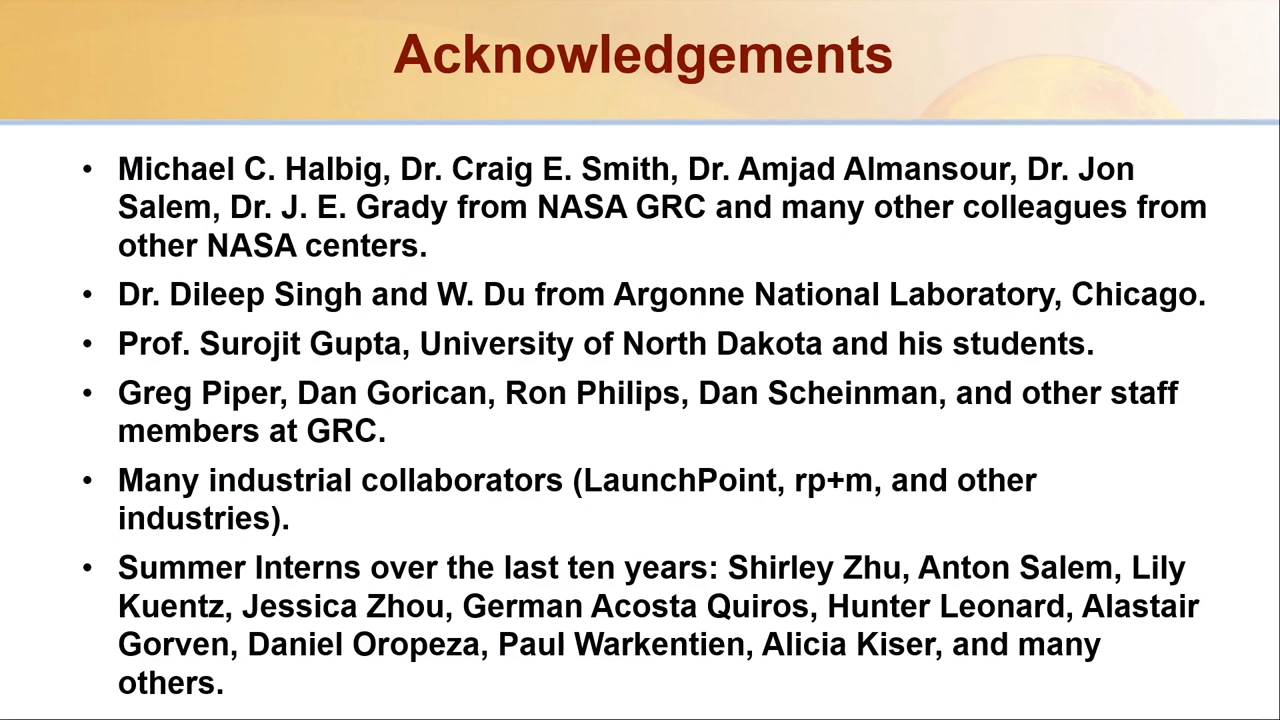 Acknowledgements
• Michael C. Halbig, Dr. Craig E. Smith, Dr. Amjad Almansour, Dr. Jon
Salem, Dr. J. E. Grady from NASA GRC and many other colleagues from
other NASA centers.
• Dr. Dileep Singh and W. Du from Argonne National Laboratory, Chicago.
• Prof. Surojit Gupta, University of North Dakota and his students.
• Greg Piper, Dan Gorican, Ron Philips, Dan Scheinman, and other staff
members at GRC.
• Many industrial collaborators (LaunchPoint, rp+m, and other
industries).
• Summer Interns over the last ten years: Shirley Zhu, Anton Salem, Lily
Kuentz, Jessica Zhou, German Acosta Quiros, Hunter Leonard, Alastair
Gorven, Daniel Oropeza, Paul Warkentien, Alicia Kiser, and many
others.